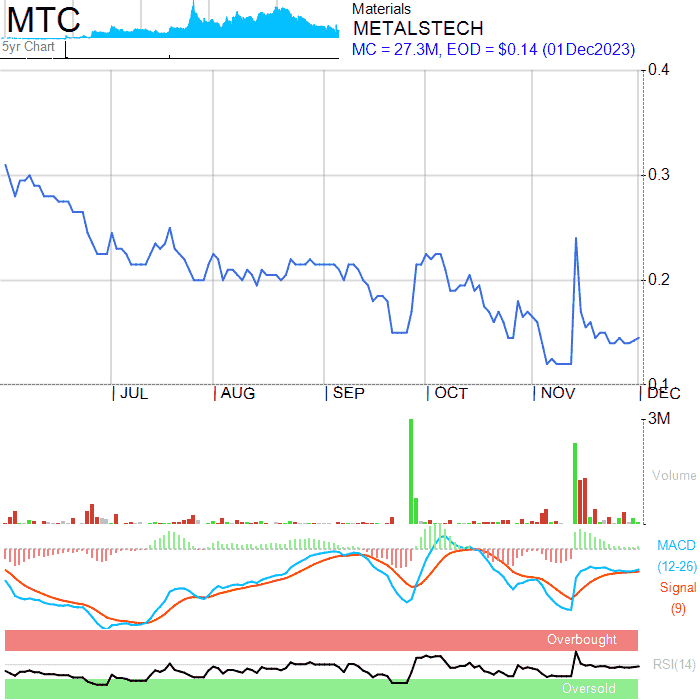 MTC
Materials
METALSTECH
5yr Chart
MC = 27.3M, EOD = $0.14 (01Dec2023)
0.4
0.3
0.2
0.1
JUL AUG SEP OCT NOV DEC
3M
Volume
MACD
(12-26)
Signal
(9)
Overbought
RSI(14)
Oversold